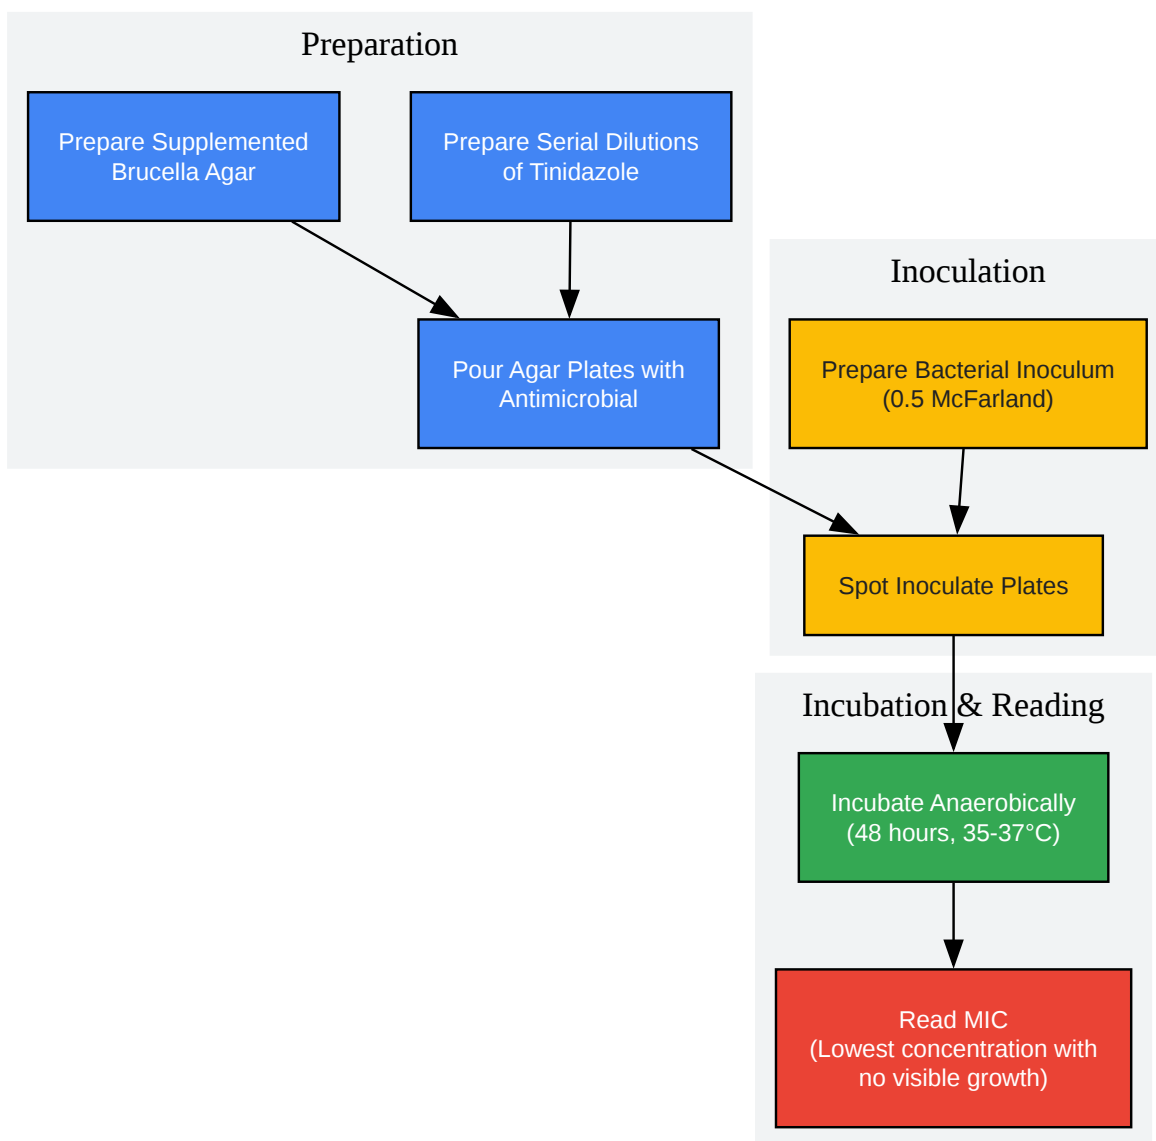 Preparation
Prepare Supplemented
Brucella Agar
Prepare Serial Dilutions
of Tinidazole
Pour Agar Plates with
Antimicrobial
Inoculation
Prepare Bacterial Inoculum
(0.5 McFarland)
Spot Inoculate Plates
Incubation & Reading
Incubate Anaerobically
(48 hours, 35-37°C)
Read MIC
(Lowest concentration with
no visible growth)